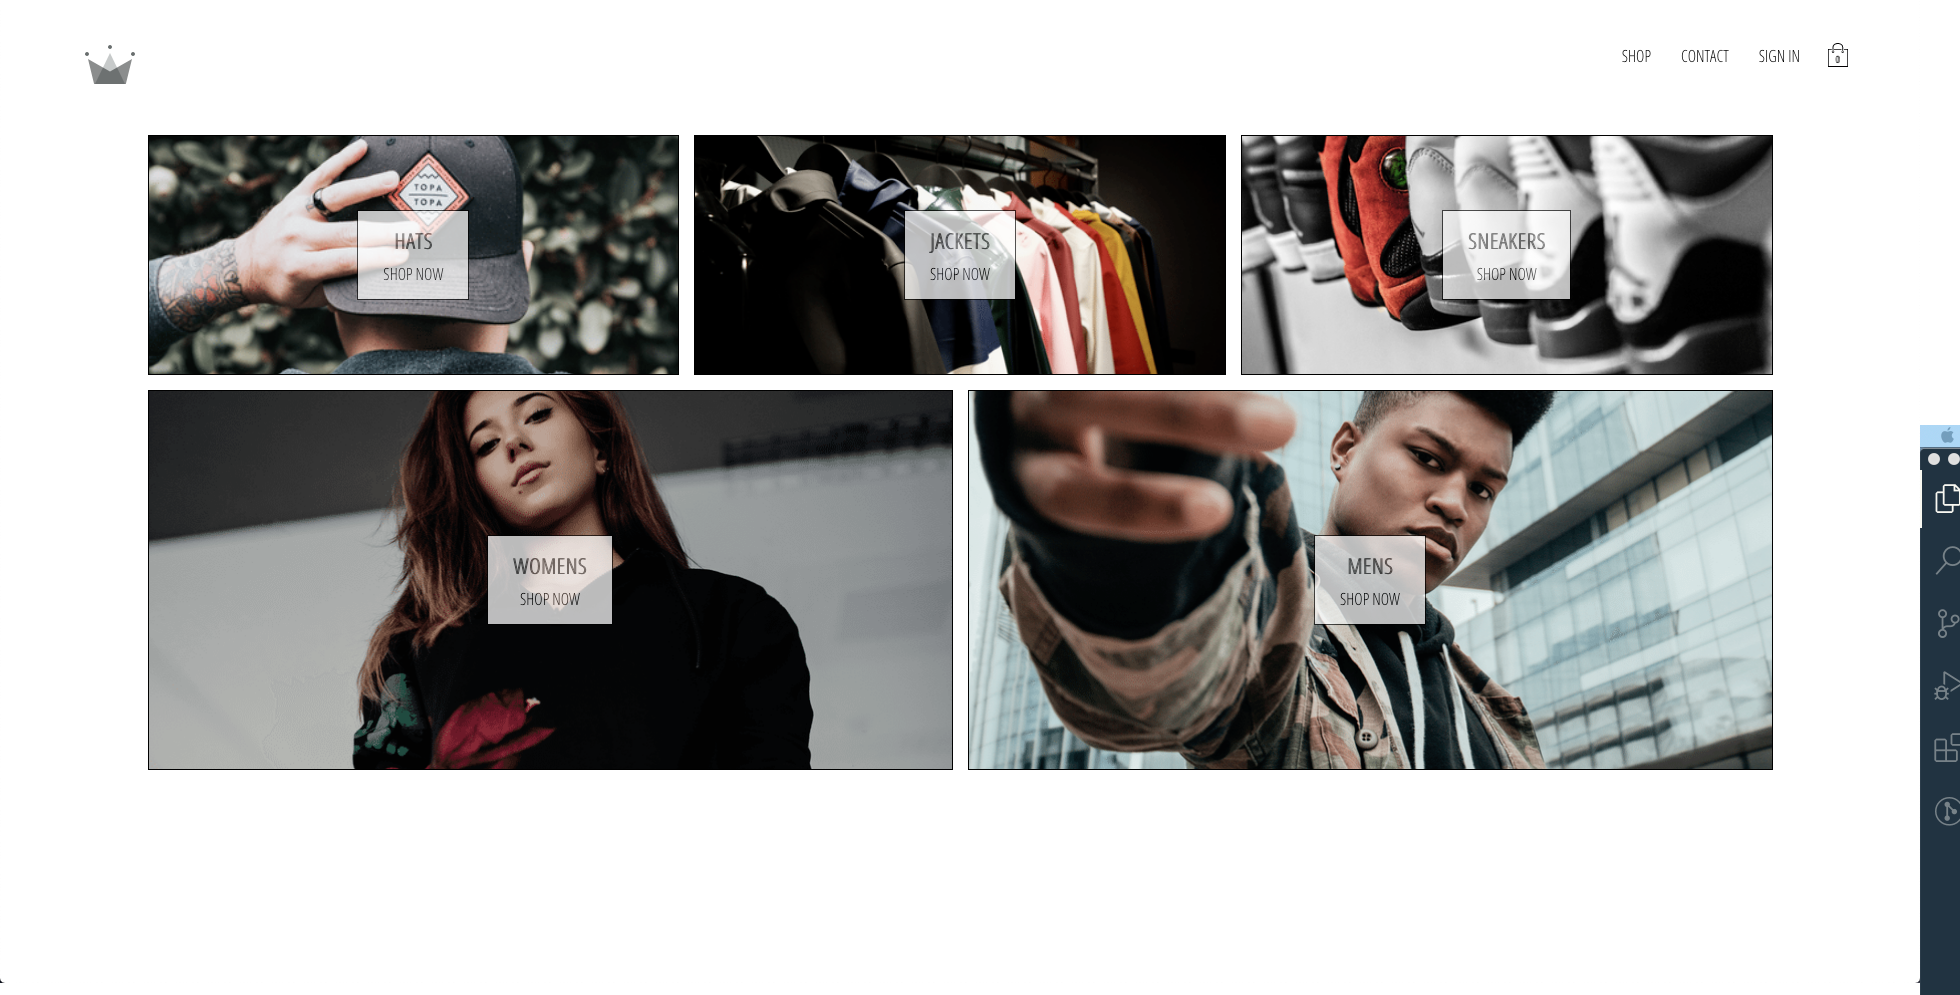 SHOP
CONTACT
SIGN IN
0
TOPA
TOPA
HATS
SHOP NOW
JACKETS
SHOP NOW
SNEAKERS
SHOP NOW
WOMENS
SHOP NOW
MENS
SHOP NOW